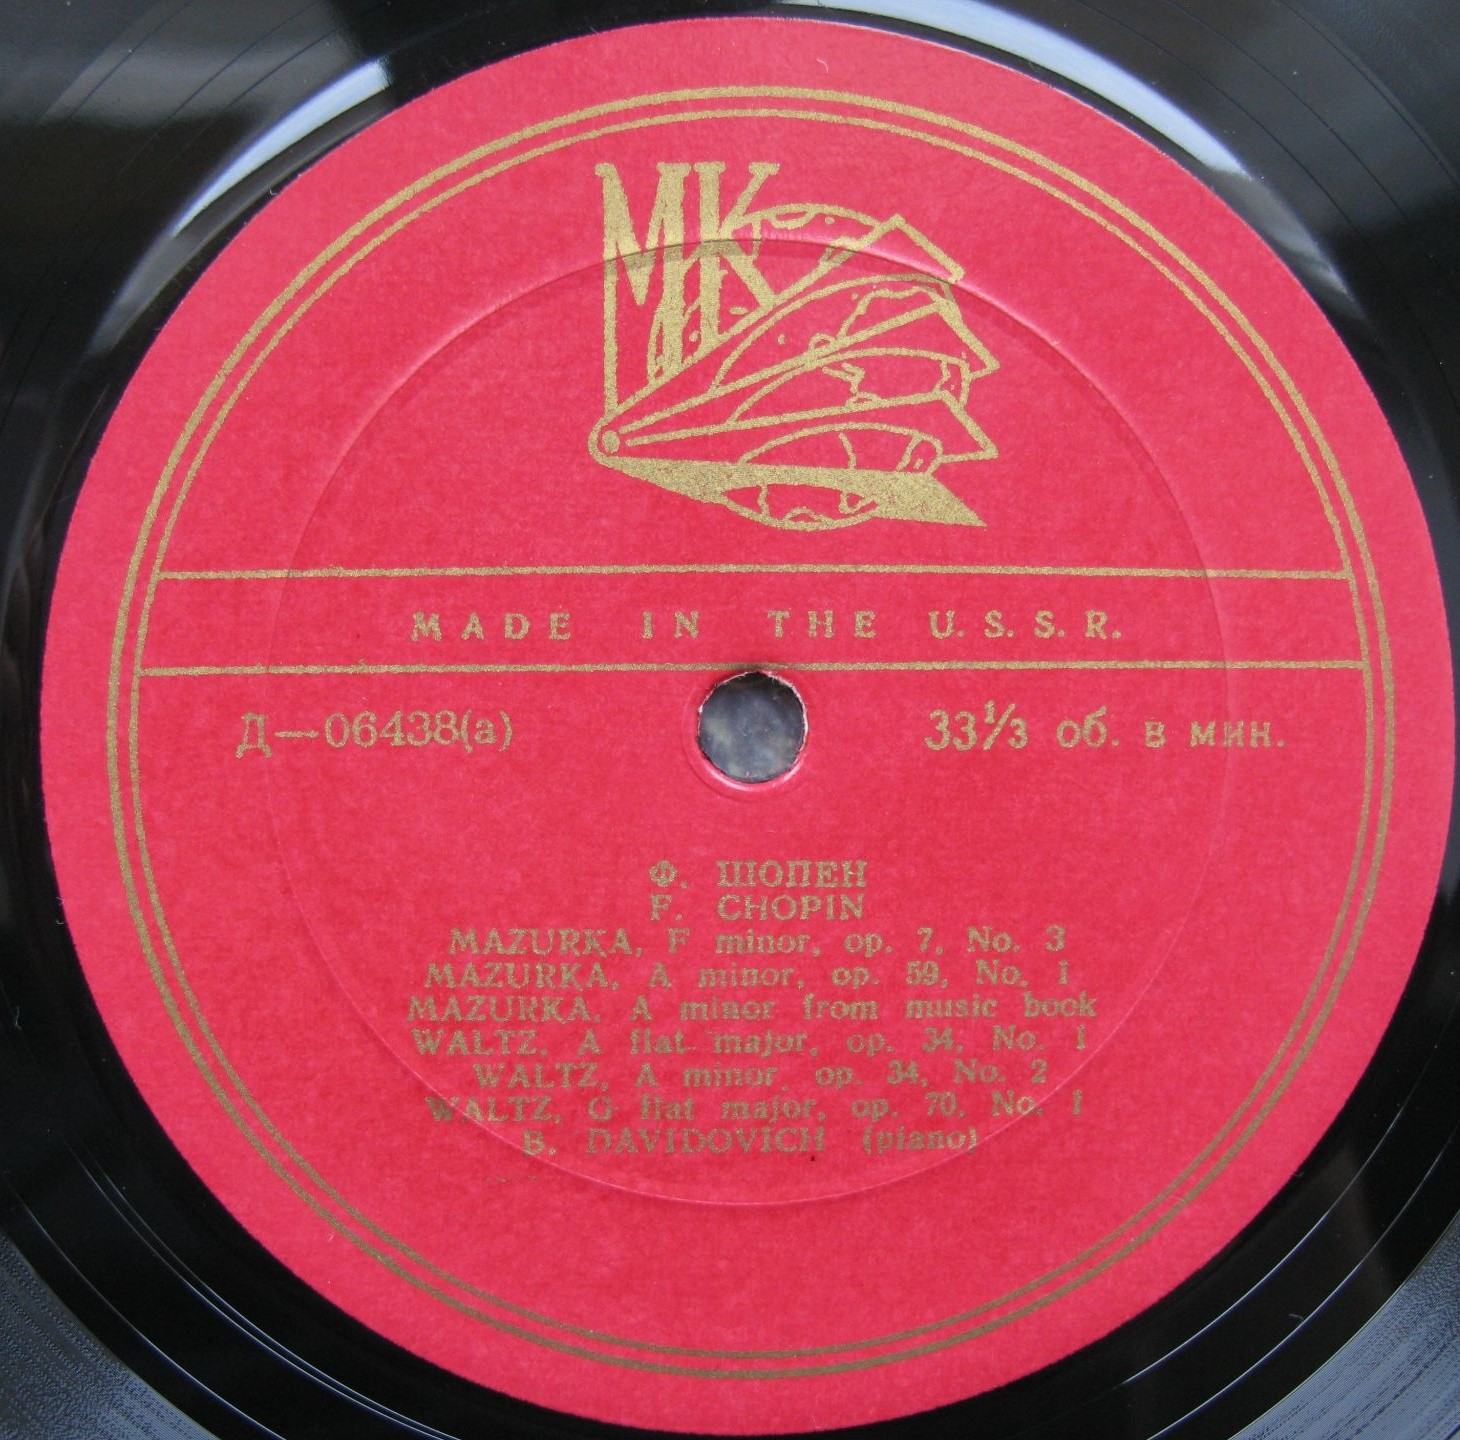 МК
MADE IN THE U.S.S.R.
Д—06438(а)
33⅓ об. в мин.
Ф. ШОПЕН
F. CHOPIN
MAZURKA, F minor, op. 7, No. 3
MAZURKA, A minor, op. 59, No. 1
MAZURKA, A minor from music book
WALTZ, A flat major, op. 34, No. 1
WALTZ, A minor, op. 34, No. 2
WALTZ, G flat major, op. 70, No. 1
B. DAVIDOVICH (piano)